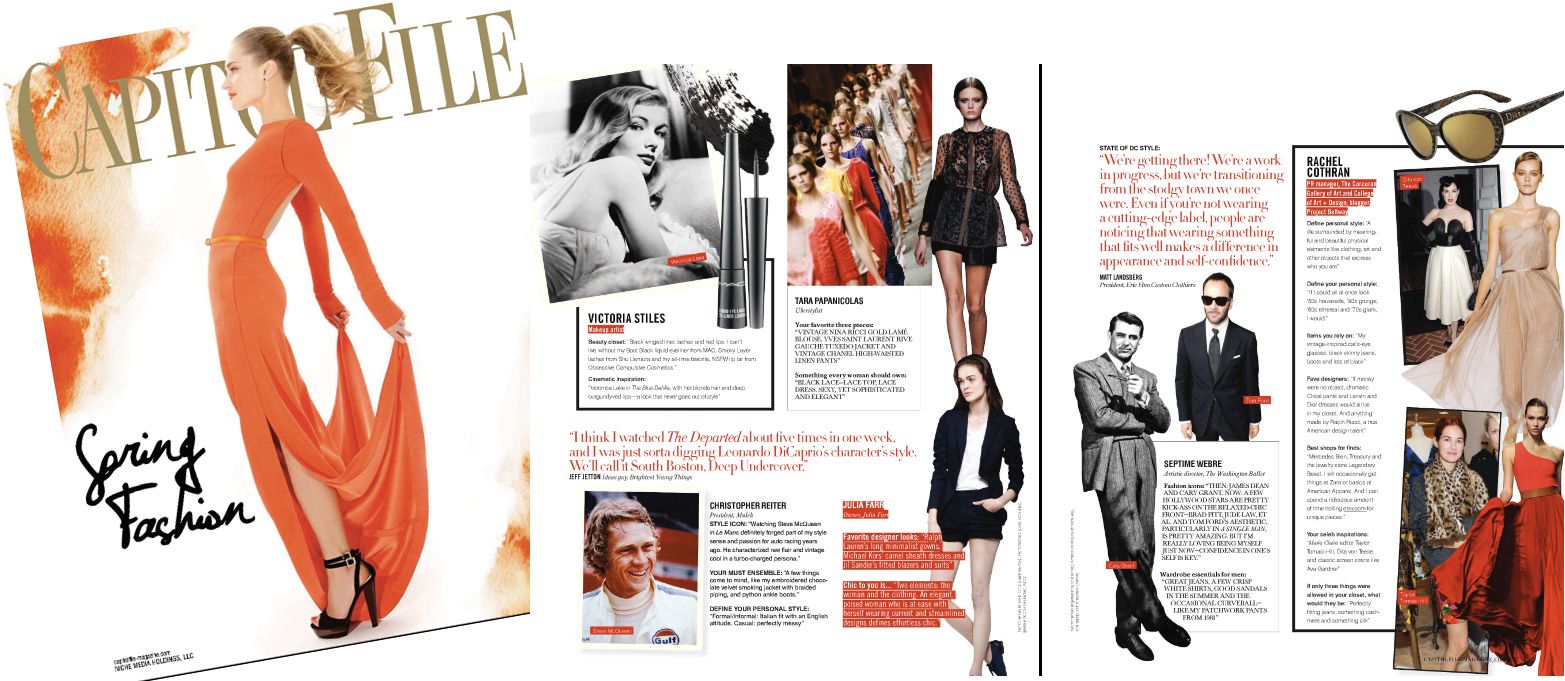 CAPITOL FILE
Spring
Fashion
capitolfile-magazine.com
NICHE MEDIA HOLDINGS, LLC
Veronica Lake
MAC
VICTORIA STILES
Makeup artist
Beauty closet: "Black winged liner, lashes and red lips. I can't
live without my Boot Black liquid eyeliner from MAC, Smoky Layer
lashes from Shu Uemura and my all-time favorite, NSFW lip tar from
Obsessive Compulsive Cosmetics."
Cinematic inspiration:
"Veronica Lake in The Blue Dahlia, with her blonde hair and deep
burgundy-red lips—a look that never goes out of style"
TARA PAPANICOLAS
Überstylist
Your favorite three pieces:
"VINTAGE NINA RICCI GOLD LAMÉ
BLOUSE, YVES SAINT LAURENT RIVE
GAUCHE TUXEDO JACKET AND
VINTAGE CHANEL HIGH-WAISTED
LINEN PANTS"
Something every woman should own:
"BLACK LACE—LACE TOP, LACE
DRESS. SEXY, YET SOPHISTICATED
AND ELEGANT"
"I think I watched The Departed about five times in one week,
and I was just sorta digging Leonardo DiCaprio's character's style.
We'll call it South Boston, Deep Undercover."
JEFF JETTON Ideas guy, Brightest Young Things
Steve McQueen
Gulf
CHRISTOPHER REITER
President, Muleh
STYLE ICON: "Watching Steve McQueen
in Le Mans definitely forged part of my style
sense and passion for auto racing years
ago. He characterized raw flair and vintage
cool in a turbo-charged persona."
YOUR MUST ENSEMBLE: "A few things
come to mind, like my embroidered choco-
late velvet smoking jacket with braided
piping, and python ankle boots."
DEFINE YOUR PERSONAL STYLE:
"Formal/informal: Italian fit with an English
attitude. Casual: perfectly messy"
JULIA FARR
Owner, Julia Farr
Favorite designer looks: "Ralph
Lauren's long minimalist gowns,
Michael Kors' camel sheath dresses and
Jil Sander's fitted blazers and suits"
Chic to you is... "Two elements: the
woman and the clothing. An elegant,
poised woman who is at ease with
herself wearing current and streamlined
designs defines effortless chic."
STATE OF DC STYLE:
"We're getting there! We're a work
in progress, but we're transitioning
from the stodgy town we once
were. Even if you're not wearing
a cutting-edge label, people are
noticing that wearing something
that fits well makes a difference in
appearance and self-confidence."
MATT LANDSBERG
President, Eric Finn Custom Clothiers
Tom Ford
Cary Grant
SEPTIME WEBRE
Artistic director, The Washington Ballet
Fashion icons: "THEN: JAMES DEAN
AND CARY GRANT. NOW: A FEW
HOLLYWOOD STARS ARE PRETTY
KICK-ASS ON THE RELAXED-CHIC
FRONT—BRAD PITT, JUDE LAW, ET
AL. AND TOM FORD'S AESTHETIC,
PARTICULARLY IN A SINGLE MAN,
IS PRETTY AMAZING. BUT I'M
REALLY LOVING BEING MYSELF
JUST NOW—CONFIDENCE IN ONE'S
SELF IS KEY."
Wardrobe essentials for men:
"GREAT JEANS, A FEW CRISP
WHITE SHIRTS, GOOD SANDALS
IN THE SUMMER AND THE
OCCASIONAL CURVEBALL—
LIKE MY PATCHWORK PANTS
FROM 1981"
Dior
RACHEL
COTHRAN
PR manager, The Corcoran
Gallery of Art and College
of Art + Design; blogger,
Project Beltway
Define personal style: "A
life surrounded by meaning-
ful and beautiful physical
elements like clothing, art and
other objects that express
who you are"
Define your personal style:
"If I could all at once look
'50s housewife, '90s grunge,
'60s ethereal and '70s glam,
I would."
Items you rely on: "My
vintage-inspired cat's-eye
glasses, black skinny jeans,
boots and lots of black"
Fave designers: "If money
were no object, dramatic
Chloé pants and Lanvin and
Dior dresses would all be
in my closet. And anything
made by Ralph Rucci, a true
American design talent"
Best shops for finds:
"Mercedes Bien, Treasury and
the jewelry store Legendary
Beast. I will occasionally get
things at Zara or basics at
American Apparel. And I can
spend a ridiculous amount
of time trolling etsy.com for
unique pieces."
Your celeb inspirations:
"Marie Claire editor Taylor
Tomasi-Hill, Dita von Teese
and classic screen sirens like
Ava Gardner"
If only three things were
allowed in your closet, what
would they be: "Perfectly
fitting jeans, something cash-
mere and something silk"
Dita von
Teese
Taylor
Tomasi-Hill